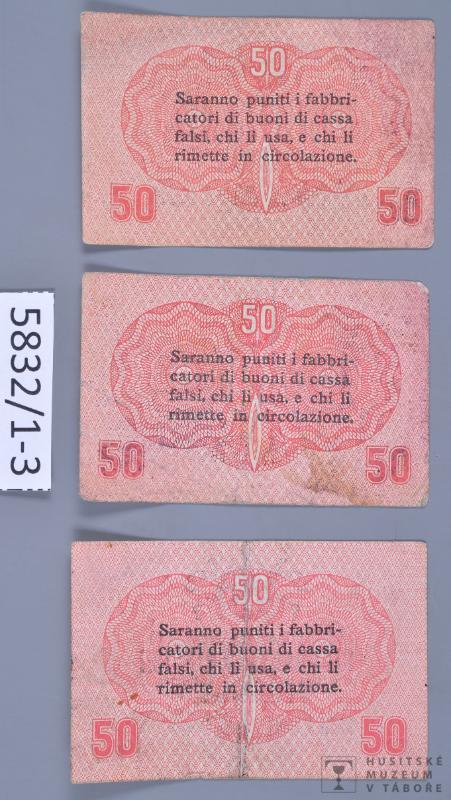 50
Saranno puniti i fabbri-
catori di buoni di cassa
falsi, chi li usa, e chi li
rimette in circolazione.
50 50
5832/1-3
50
Saranno puniti i fabbri-
catori di buoni di cassa
falsi, chi li usa, e chi li
rimette in circolazione.
50 50
50
Saranno puniti i fabbri-
catori di buoni di cassa
falsi, chi li usa, e chi li
rimette in circolazione.
50 50
HUSITSKÉ
MUZEUM
V TÁBOŘE